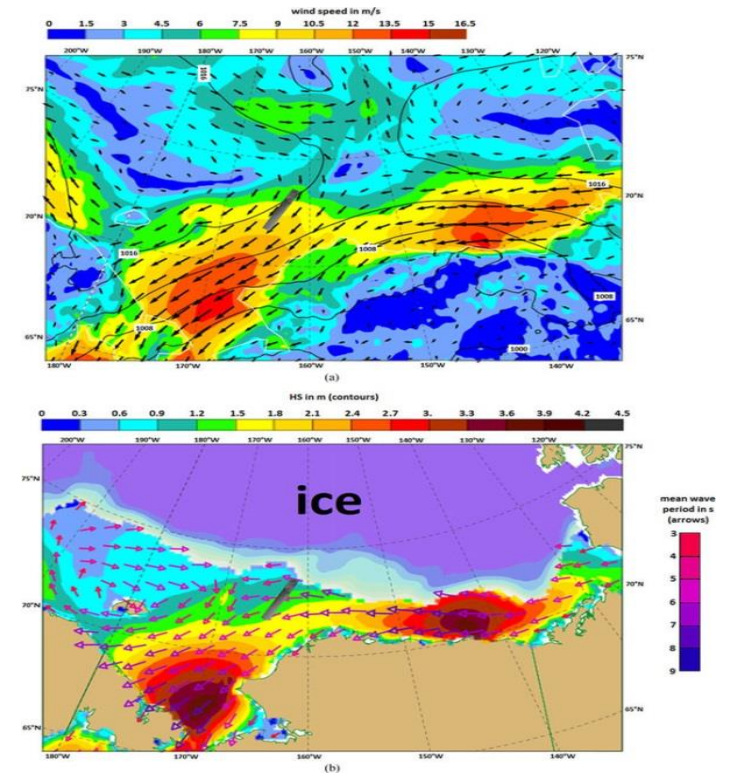 wind speed in m/s
0 1.5 3 4.5 6 7.5 9 10.5 12 13.5 15 16.5
200°W 190°W 180°W 170°W 160°W 150°W 140°W 130°W 120°W
75°N 75°N
1016
1016
70°N 70°N
1008
1016
1008
1008
65°N 65°N
1000
180°W 170°W 160°W 150°W 140°W
(a)
HS in m (contours)
0 0.3 0.6 0.9 1.2 1.5 1.8 2.1 2.4 2.7 3. 3.3 3.6 3.9 4.2 4.5
200°W 190°W 180°W 170°W 150°W 140°W 130°W 120°W
75°N 75°N
ice
mean wave
period in s
(arrows)
3
4
5
6
7
8
9
70°N 70°N
65°N 65°N
180°W 170°W 160°W 150°W 140°W
(b)